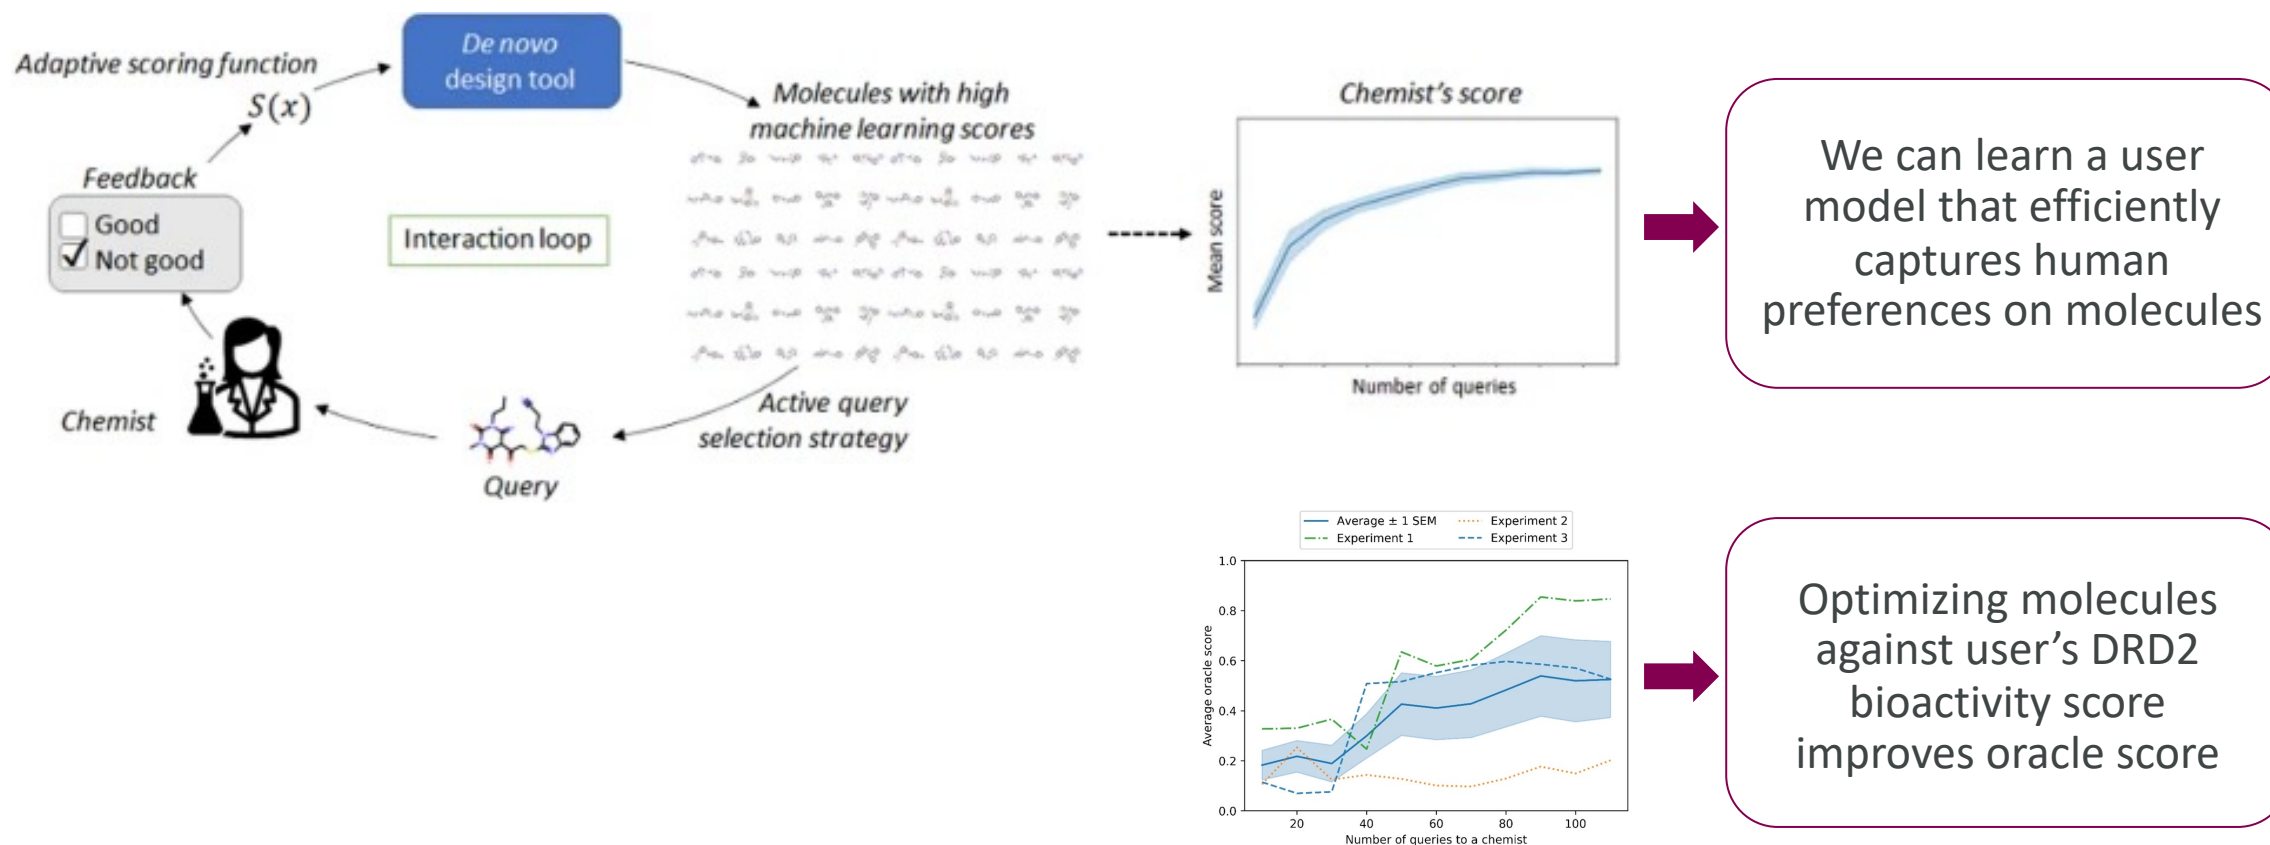 Adaptive scoring function
S(x)
De novo
design tool
Molecules with high
machine learning scores
Feedback
Good
Not good
Interaction loop
Chemist
Query
Active query
selection strategy
Chemist's score
Mean score
Number of queries
We can learn a user
model that efficiently
captures human
preferences on molecules
Average ± 1 SEM
Experiment 1
Experiment 2
Experiment 3
Average oracle score
1.0
0.8
0.6
0.4
0.2
0.0
20 40 60 80 100
Number of queries to a chemist
Optimizing molecules
against user’s DRD2
bioactivity score
improves oracle score